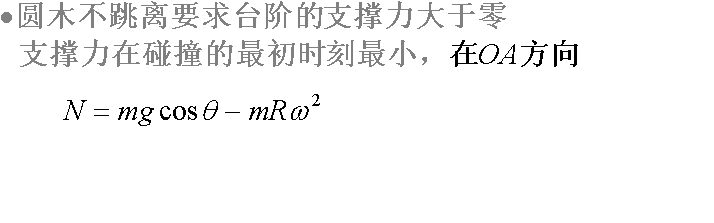 ●圆木不跳离要求台阶的支撑力大于零
支撑力在碰撞的最初时刻最小，在OA方向
N = mg cos θ − mRω²